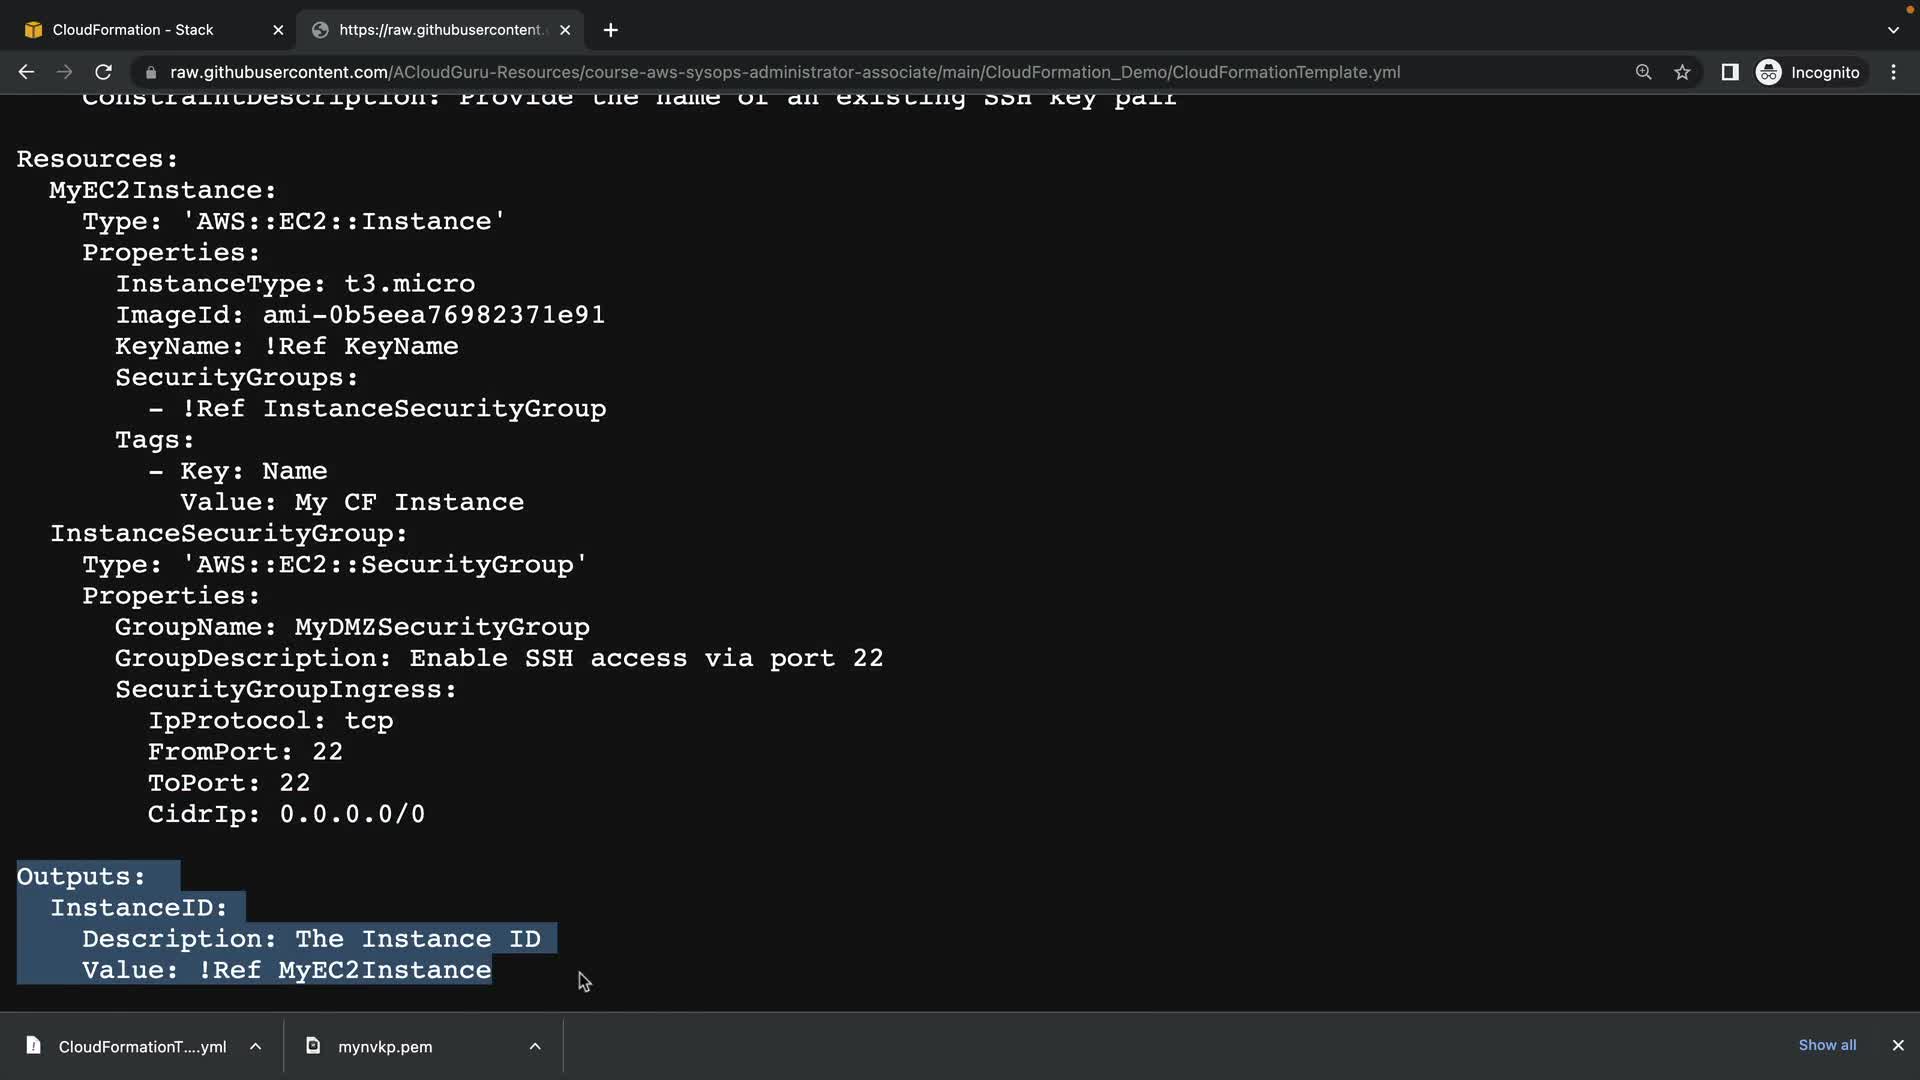 CloudFormation - Stack
https://raw.githubusercontent.
raw.githubusercontent.com/ACloudGuru-Resources/course-aws-sysops-administrator-associate/main/CloudFormation_Demo/CloudFormationTemplate.yml
Incognito
ConstraintDescription: Provide the name of an existing SSH key pair
Resources:
MyEC2Instance:
Type: 'AWS::EC2::Instance'
Properties:
InstanceType: t3.micro
ImageId: ami-0b5eea76982371e91
KeyName: !Ref KeyName
SecurityGroups:
- !Ref InstanceSecurityGroup
Tags:
- Key: Name
Value: My CF Instance
InstanceSecurityGroup:
Type: 'AWS::EC2::SecurityGroup'
Properties:
GroupName: MyDMZSecurityGroup
GroupDescription: Enable SSH access via port 22
SecurityGroupIngress:
IpProtocol: tcp
FromPort: 22
ToPort: 22
CidrIp: 0.0.0.0/0
Outputs:
InstanceID:
Description: The Instance ID
Value: !Ref MyEC2Instance
CloudFormationT....yml
mynvkp.pem
Show all